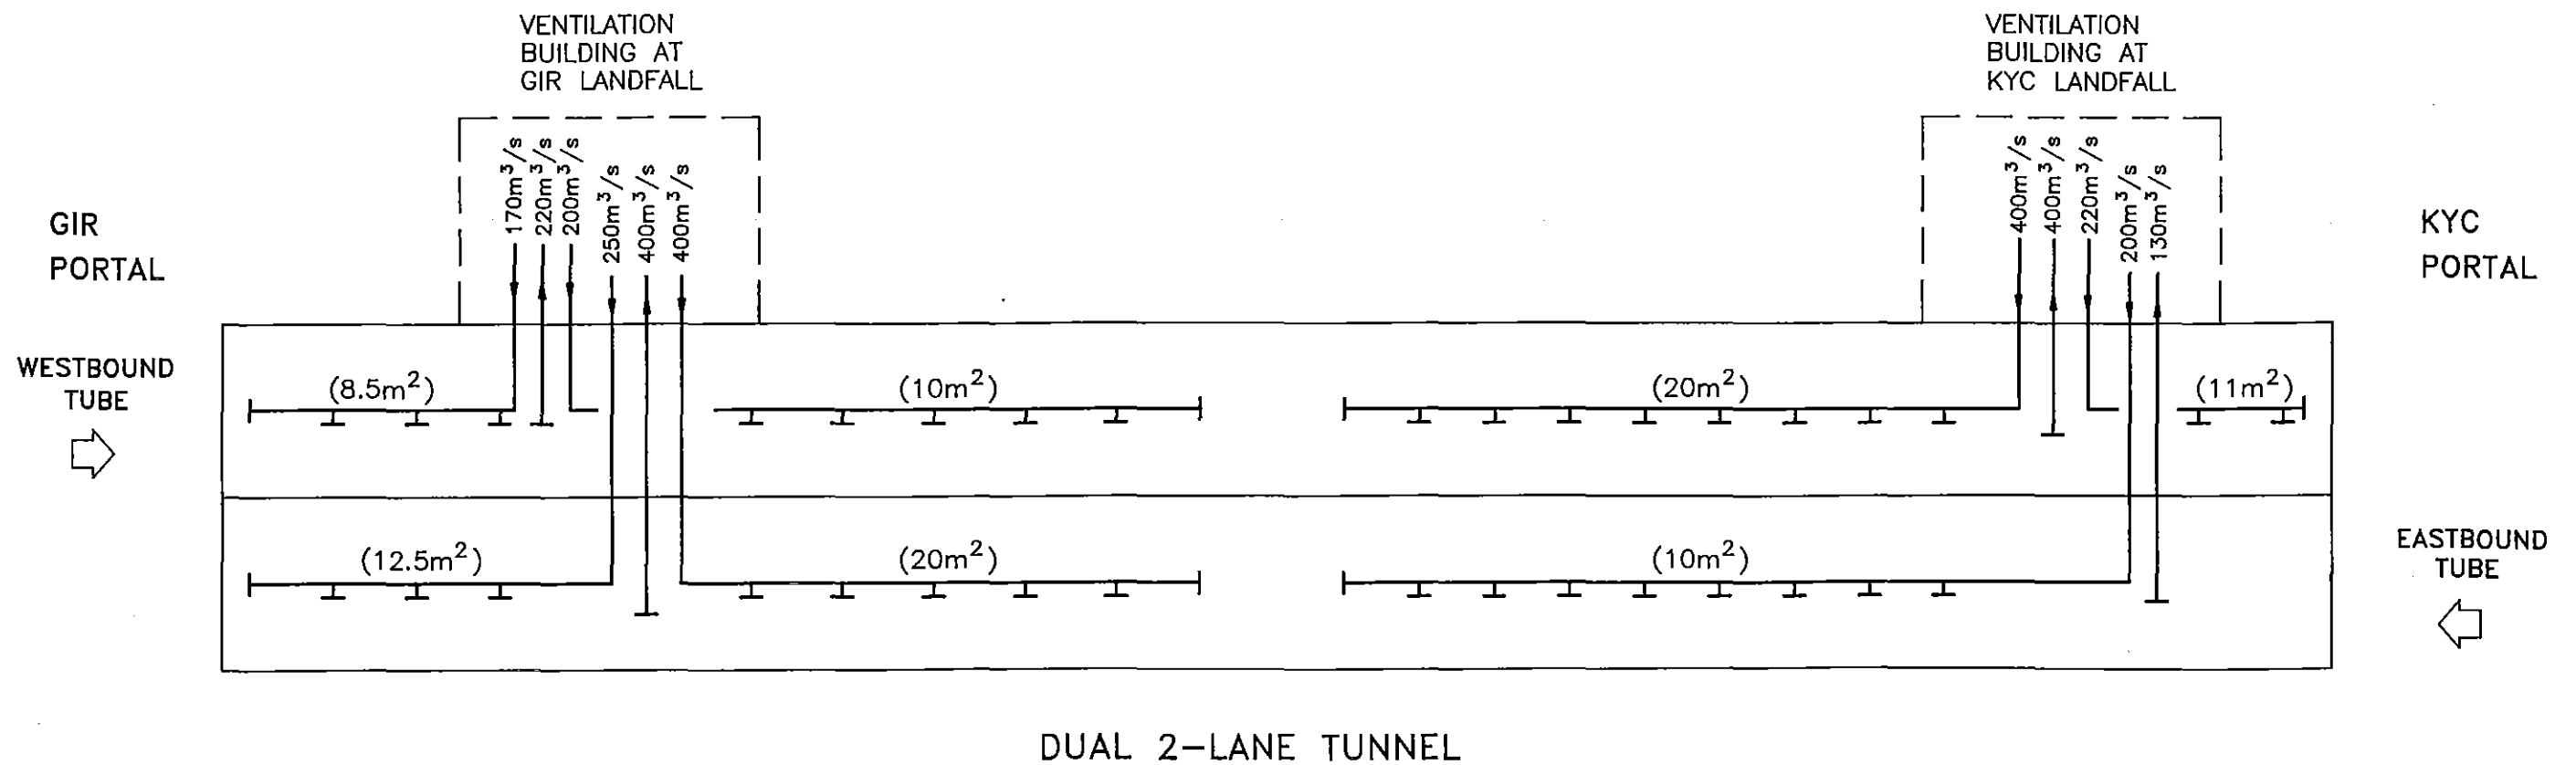 VENTILATION
BUILDING AT
GIR LANDFALL
VENTILATION
BUILDING AT
KYC LANDFALL
170m³/s
220m³/s
200m³/s
250m³/s
400m³/s
400m³/s
400m³/s
400m³/s
220m³/s
200m³/s
130m³/s
GIR
PORTAL
KYC
PORTAL
WESTBOUND
TUBE
(8.5m²)
(10m²)
(20m²)
(11m²)
(12.5m²)
(20m²)
(10m²)
EASTBOUND
TUBE
DUAL 2-LANE TUNNEL